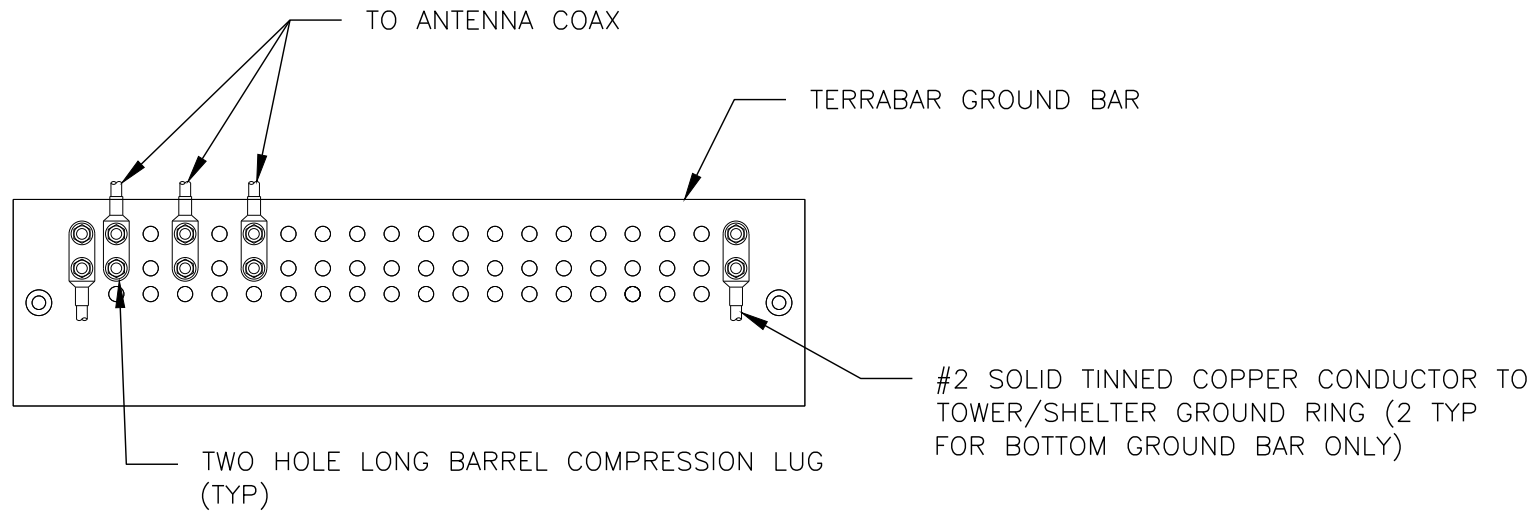 TO ANTENNA COAX
TERRABAR GROUND BAR
#2 SOLID TINNED COPPER CONDUCTOR TO
TOWER/SHELTER GROUND RING (2 TYP
FOR BOTTOM GROUND BAR ONLY)
TWO HOLE LONG BARREL COMPRESSION LUG
(TYP)